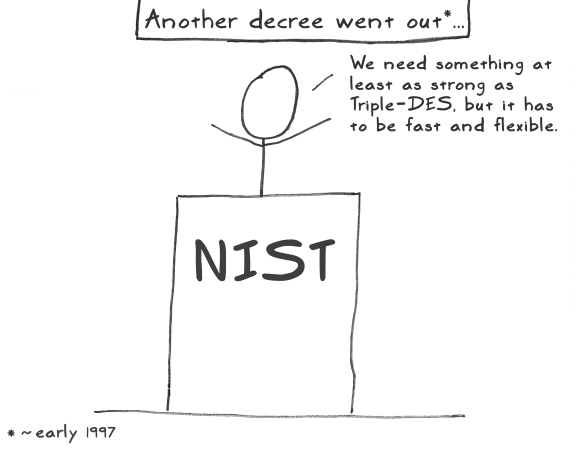 Another decree went out*...
We need something at
least as strong as
Triple-DES, but it has
to be fast and flexible.
NIST
* ~early 1997